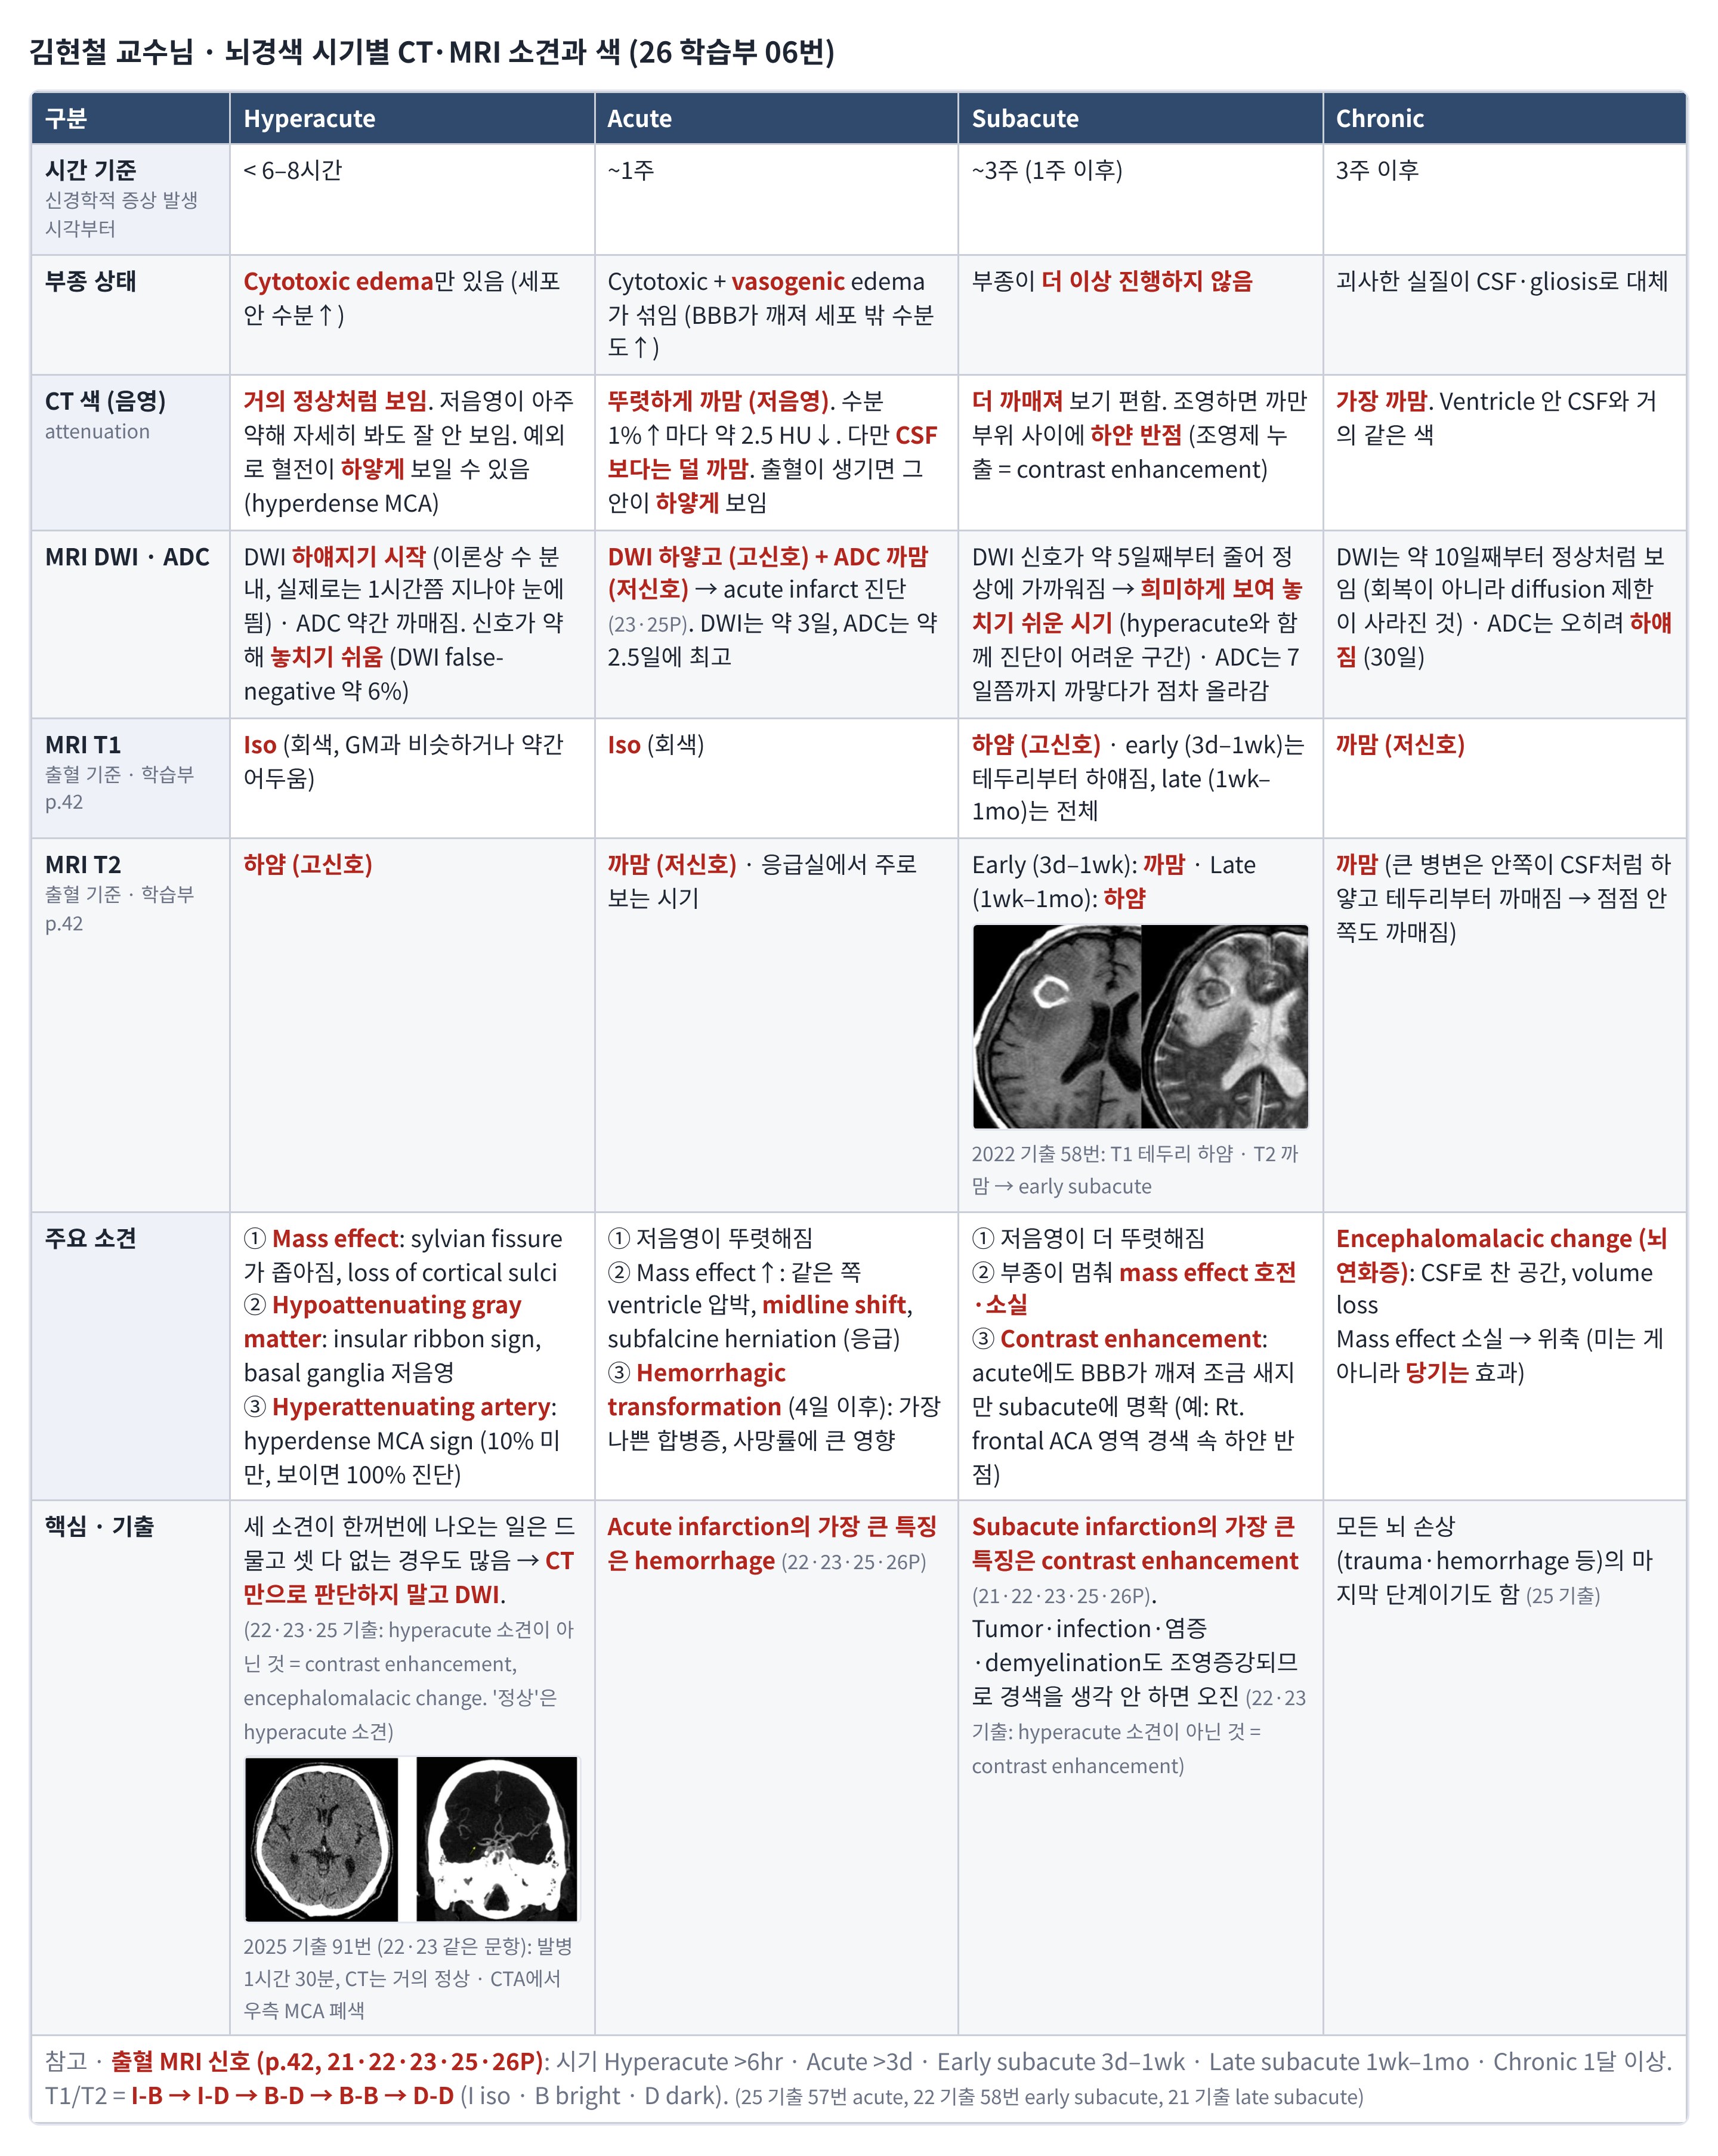 김현철 교수님 · 뇌경색 시기별 CT·MRI 소견과 색 (26 학습부 06번)
구분
Hyperacute
Acute
Subacute
Chronic
시간 기준
신경학적 증상 발생
시각부터
< 6–8시간
~1주
~3주 (1주 이후)
3주 이후
부종 상태
Cytotoxic edema만 있음 (세포
안 수분↑)
Cytotoxic + vasogenic edema
가 섞임 (BBB가 깨져 세포 밖 수분
도↑)
부종이 더 이상 진행하지 않음
괴사한 실질이 CSF·gliosis로 대체
CT 색 (음영)
attenuation
거의 정상처럼 보임. 저음영이 아주
약해 자세히 봐도 잘 안 보임. 예외
로 혈전이 하얗게 보일 수 있음
(hyperdense MCA)
뚜렷하게 까맘 (저음영). 수분
1%↑마다 약 2.5 HU↓. 다만 CSF
보다는 덜 까맘. 출혈이 생기면 그
안이 하얗게 보임
더 까매져 보기 편함. 조영하면 까만
부위 사이에 하얀 반점 (조영제 누
출 = contrast enhancement)
가장 까맘. Ventricle 안 CSF와 거
의 같은 색
MRI DWI · ADC
DWI 하얘지기 시작 (이론상 수 분
내, 실제로는 1시간쯤 지나야 눈에
띔) · ADC 약간 까매짐. 신호가 약
해 놓치기 쉬움 (DWI false-
negative 약 6%)
DWI 하얗고 (고신호) + ADC 까맘
(저신호) → acute infarct 진단
(23·25P). DWI는 약 3일, ADC는 약
2.5일에 최고
DWI 신호가 약 5일째부터 줄어 정
상에 가까워짐 → 희미하게 보여 놓
치기 쉬운 시기 (hyperacute와 함
께 진단이 어려운 구간) · ADC는 7
일쯤까지 까맣다가 점차 올라감
DWI는 약 10일째부터 정상처럼 보
임 (회복이 아니라 diffusion 제한
이 사라진 것) · ADC는 오히려 하얘
짐 (30일)
MRI T1
출혈 기준 · 학습부
p.42
Iso (회색, GM과 비슷하거나 약간
어두움)
Iso (회색)
하얌 (고신호) · early (3d–1wk)는
테두리부터 하얘짐, late (1wk–
1mo)는 전체
까맘 (저신호)
MRI T2
출혈 기준 · 학습부
p.42
하얌 (고신호)
까맘 (저신호) · 응급실에서 주로
보는 시기
Early (3d–1wk): 까맘 · Late
(1wk–1mo): 하얌
2022 기출 58번: T1 테두리 하얌 · T2 까
맘 → early subacute
까맘 (큰 병변은 안쪽이 CSF처럼 하
얗고 테두리부터 까매짐 → 점점 안
쪽도 까매짐)
주요 소견
① Mass effect: sylvian fissure
가 좁아짐, loss of cortical sulci
② Hypoattenuating gray
matter: insular ribbon sign,
basal ganglia 저음영
③ Hyperattenuating artery:
hyperdense MCA sign (10% 미
만, 보이면 100% 진단)
① 저음영이 뚜렷해짐
② Mass effect↑: 같은 쪽
ventricle 압박, midline shift,
subfalcine herniation (응급)
③ Hemorrhagic
transformation (4일 이후): 가장
나쁜 합병증, 사망률에 큰 영향
① 저음영이 더 뚜렷해짐
② 부종이 멈춰 mass effect 호전
·소실
③ Contrast enhancement:
acute에도 BBB가 깨져 조금 새지
만 subacute에 명확 (예: Rt.
frontal ACA 영역 경색 속 하얀 반
점)
Encephalomalacic change (뇌
연화증): CSF로 찬 공간, volume
loss
Mass effect 소실 → 위축 (미는 게
아니라 당기는 효과)
핵심 · 기출
세 소견이 한꺼번에 나오는 일은 드
물고 셋 다 없는 경우도 많음 → CT
만으로 판단하지 말고 DWI.
(22·23·25 기출: hyperacute 소견이 아
닌 것 = contrast enhancement,
encephalomalacic change. '정상'은
hyperacute 소견)
2025 기출 91번 (22·23 같은 문항): 발병
1시간 30분, CT는 거의 정상 · CTA에서
우측 MCA 폐색
Acute infarction의 가장 큰 특징
은 hemorrhage (22·23·25·26P)
Subacute infarction의 가장 큰
특징은 contrast enhancement
(21·22·23·25·26P).
Tumor·infection·염증
·demyelination도 조영증강되므
로 경색을 생각 안 하면 오진 (22·23
기출: hyperacute 소견이 아닌 것 =
contrast enhancement)
모든 뇌 손상
(trauma·hemorrhage 등)의 마
지막 단계이기도 함 (25 기출)
참고 · 출혈 MRI 신호 (p.42, 21·22·23·25·26P): 시기 Hyperacute >6hr · Acute >3d · Early subacute 3d–1wk · Late subacute 1wk–1mo · Chronic 1달 이상.
T1/T2 = I-B → I-D → B-D → B-B → D-D (I iso · B bright · D dark). (25 기출 57번 acute, 22 기출 58번 early subacute, 21 기출 late subacute)